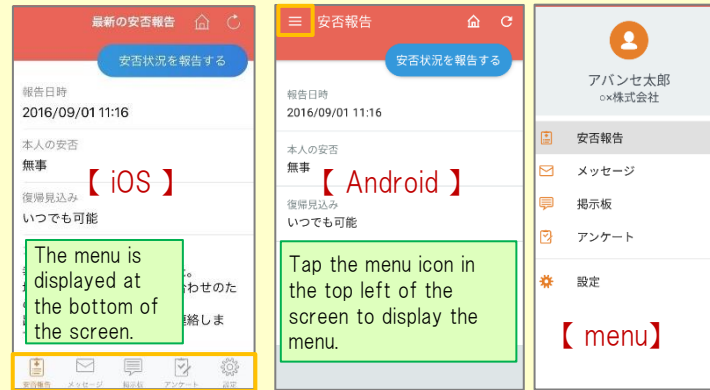 最新の安否報告
安否状況を報告する
報告日時
2016/09/01 11:16
本人の安否
無事
【 iOS 】
復帰見込み
いつでも可能
The menu is
displayed at
the bottom of
the screen.
。
合わせのた
絡しま
安否報告
メッセージ
掲示板
アンケート
設定
安否報告
安否状況を報告する
報告日時
2016/09/01 11:16
本人の安否
無事
【 Android 】
復帰見込み
いつでも可能
Tap the menu icon in
the top left of the
screen to display the
menu.
アバンセ太郎
○×株式会社
安否報告
メッセージ
掲示板
アンケート
設定
【 menu】